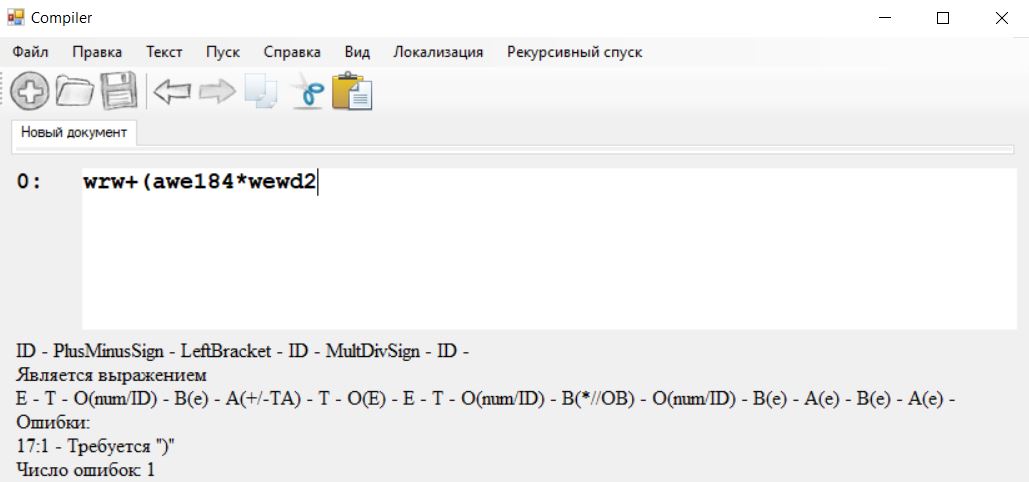 Compiler
Файл Правка Текст Пуск Справка Вид Локализация Рекурсивный спуск
Новый документ
0: wrw+(awe184*wewd2
ID - PlusMinusSign - LeftBracket - ID - MultDivSign - ID -
Является выражением
E - T - O(num/ID) - B(e) - A(+/-TA) - T - O(E) - E - T - O(num/ID) - B(*//OB) - O(num/ID) - B(e) - A(e) - B(e) - A(e) -
Ошибки:
17:1 - Требуется ")"
Число ошибок: 1